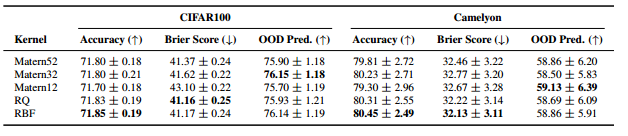 CIFAR100 Camelyon
Kernel Accuracy (↑) Brier Score (↓) OOD Pred. (↑) Accuracy (↑) Brier Score (↓) OOD Pred. (↑)
Matern52 71.80 ± 0.18 41.37 ± 0.24 75.90 ± 1.18 79.81 ± 2.72 32.46 ± 3.22 58.86 ± 6.20
Matern32 71.80 ± 0.21 41.62 ± 0.22 76.15 ± 1.18 80.23 ± 2.71 32.77 ± 3.20 58.50 ± 5.83
Matern12 71.70 ± 0.18 43.10 ± 0.22 75.70 ± 1.19 79.30 ± 2.96 32.67 ± 3.28 59.13 ± 6.39
RQ 71.83 ± 0.19 41.16 ± 0.25 75.93 ± 1.21 80.31 ± 2.55 32.22 ± 3.14 58.69 ± 6.09
RBF 71.85 ± 0.19 41.17 ± 0.24 76.14 ± 1.19 80.45 ± 2.49 32.13 ± 3.11 58.86 ± 5.91